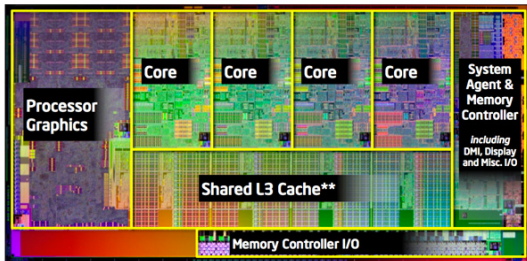 Processor
Graphics
Core
Core
Core
Core
System
Agent &
Memory
Controller
including
DMI, Display
and Misc. I/O
Shared L3 Cache**
Memory Controller I/O